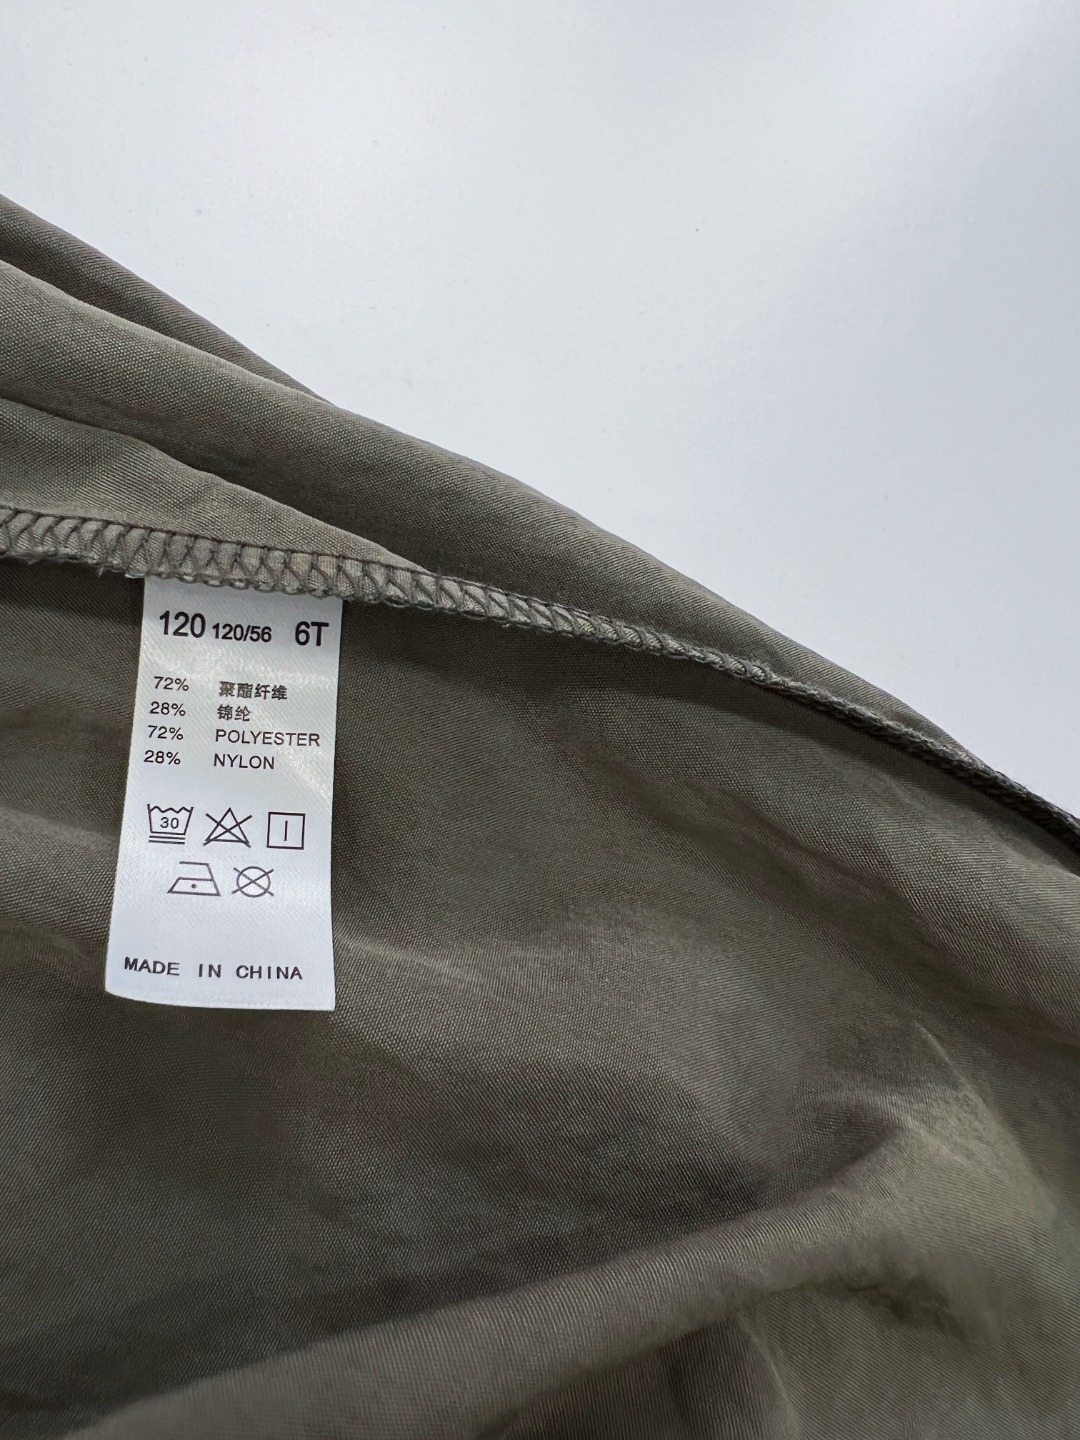 120 120/56 6T
72% 聚酯纤维
28% 锦纶
72% POLYESTER
28% NYLON
30
MADE IN CHINA